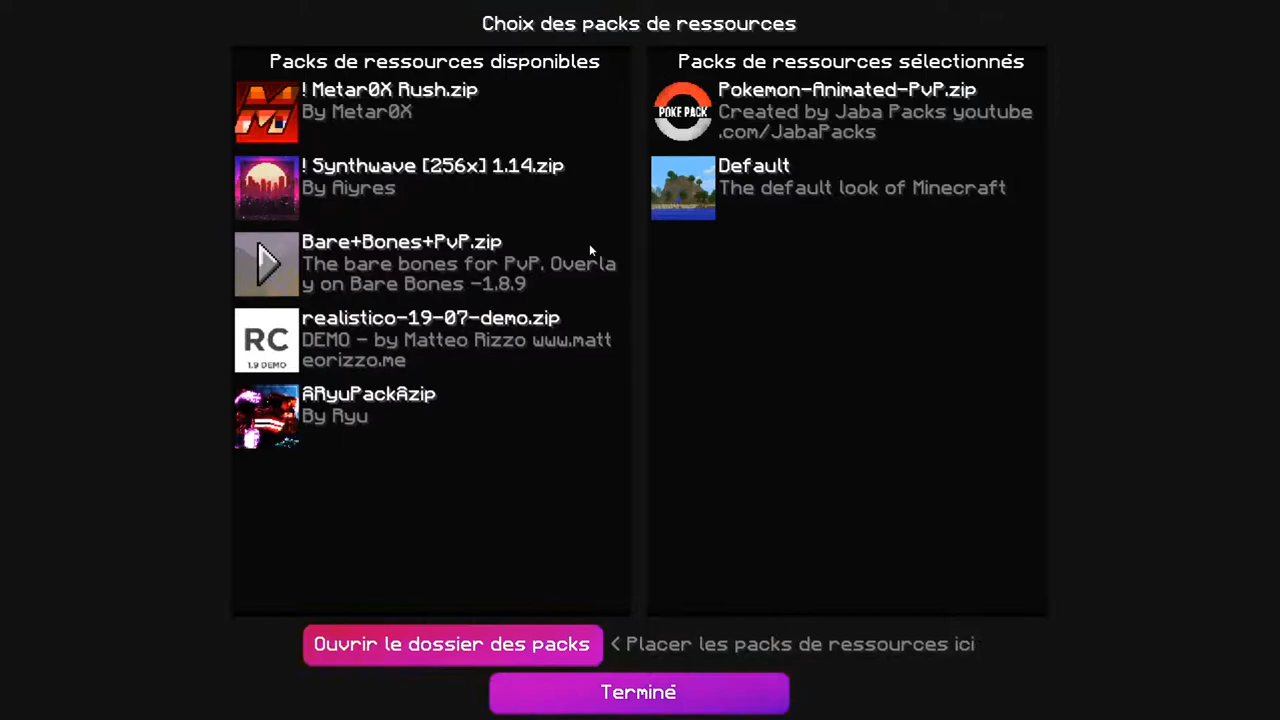 Choix des packs de ressources
Packs de ressources disponibles
! Metar0X Rush.zip
By Metar0X
! Synthwave [256x] 1.14.zip
By Aiyres
Bare+Bones+PvP.zip
The bare bones for PvP. Overla
y on Bare Bones -1.8.9
RC
1.9 DEMO
realistico-19-07-demo.zip
DEMO - by Matteo Rizzo www.matt
eorizzo.me
ÂRyuPackÂzip
By Ryu
Packs de ressources sélectionnés
POKE PACK
Pokemon-Animated-PvP.zip
Created by Jaba Packs youtube
.com/JabaPacks
Default
The default look of Minecraft
Ouvrir le dossier des packs
< Placer les packs de ressources ici
Terminé